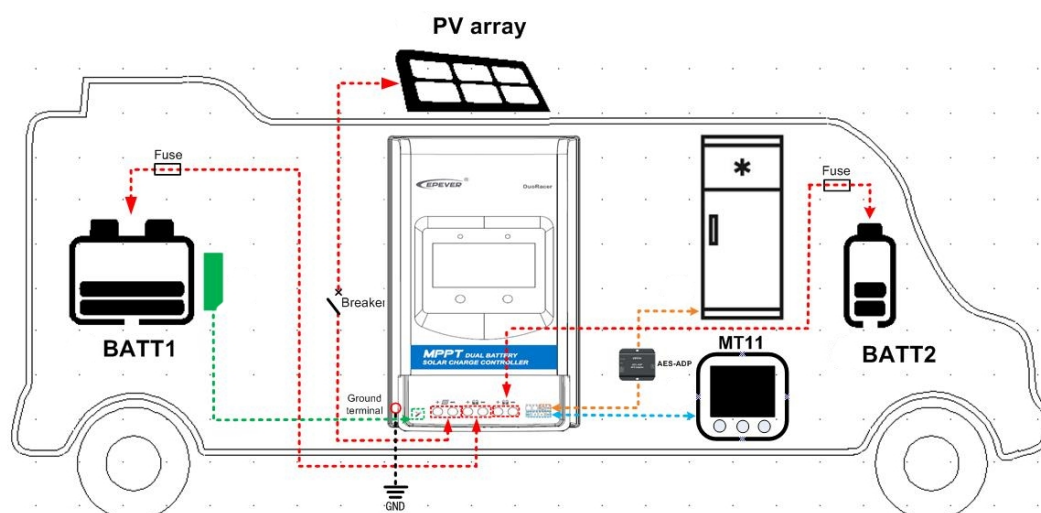 PV array
Fuse
Fuse
EPEVER®
DuoRacer
Breaker
BATT1
MT11
BATT2
MPPT DUAL BATTERY
SOLAR CHARGE CONTROLLER
AES-ADP
Ground
terminal
GND